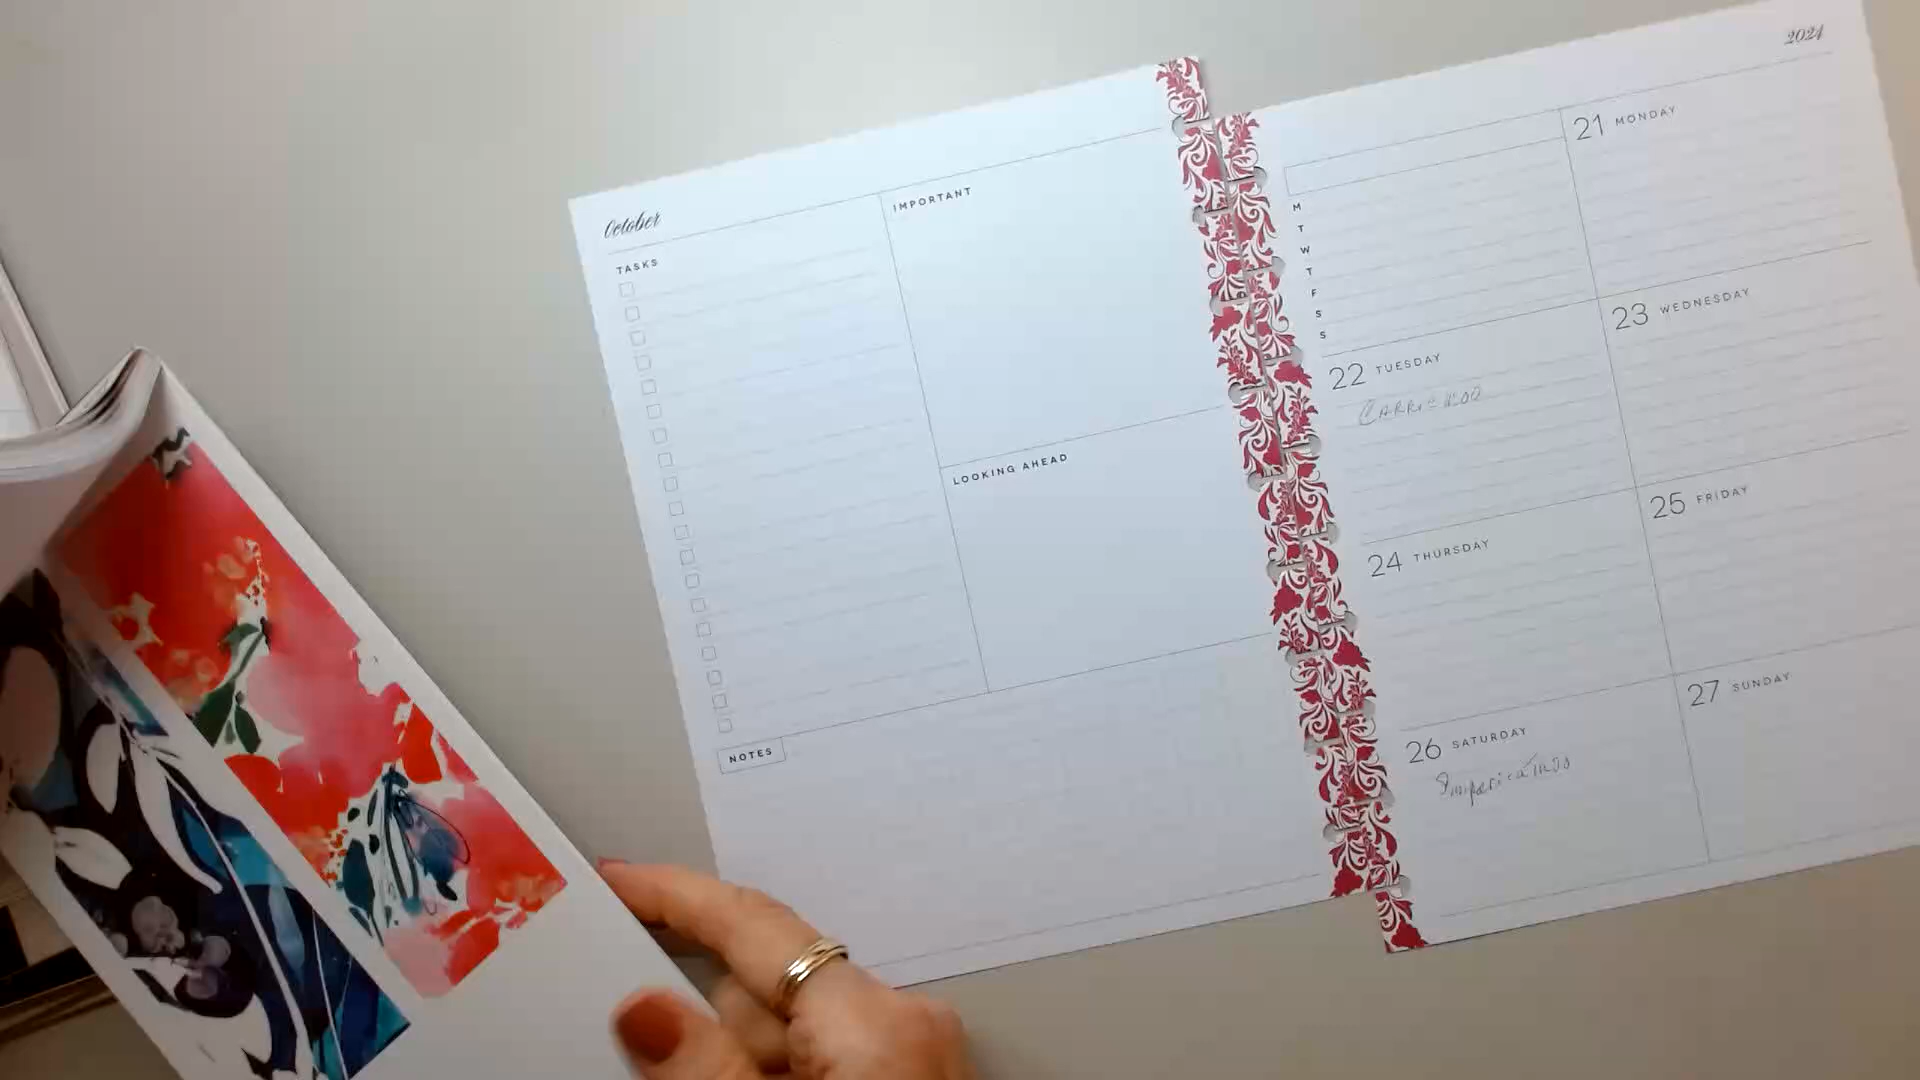 October
TASKS
IMPORTANT
LOOKING AHEAD
NOTES
2024
M
T
W
T
F
S
S
21 MONDAY
22 TUESDAY
23 WEDNESDAY
24 THURSDAY
25 FRIDAY
26 SATURDAY
27 SUNDAY